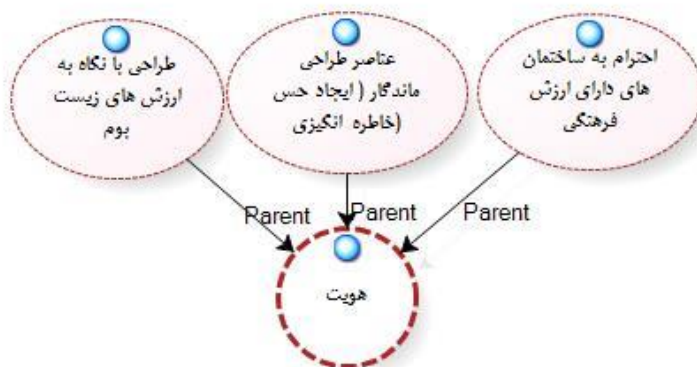 احترام به ساختمان
های دارای ارزش
فرهنگی
عناصر طراحی
ماندگار ( ایجاد حس
(خاطره انگیزی
طراحی با نگاه به
ارزش های زیست
بوم
Parent
Parent
Parent
هویت